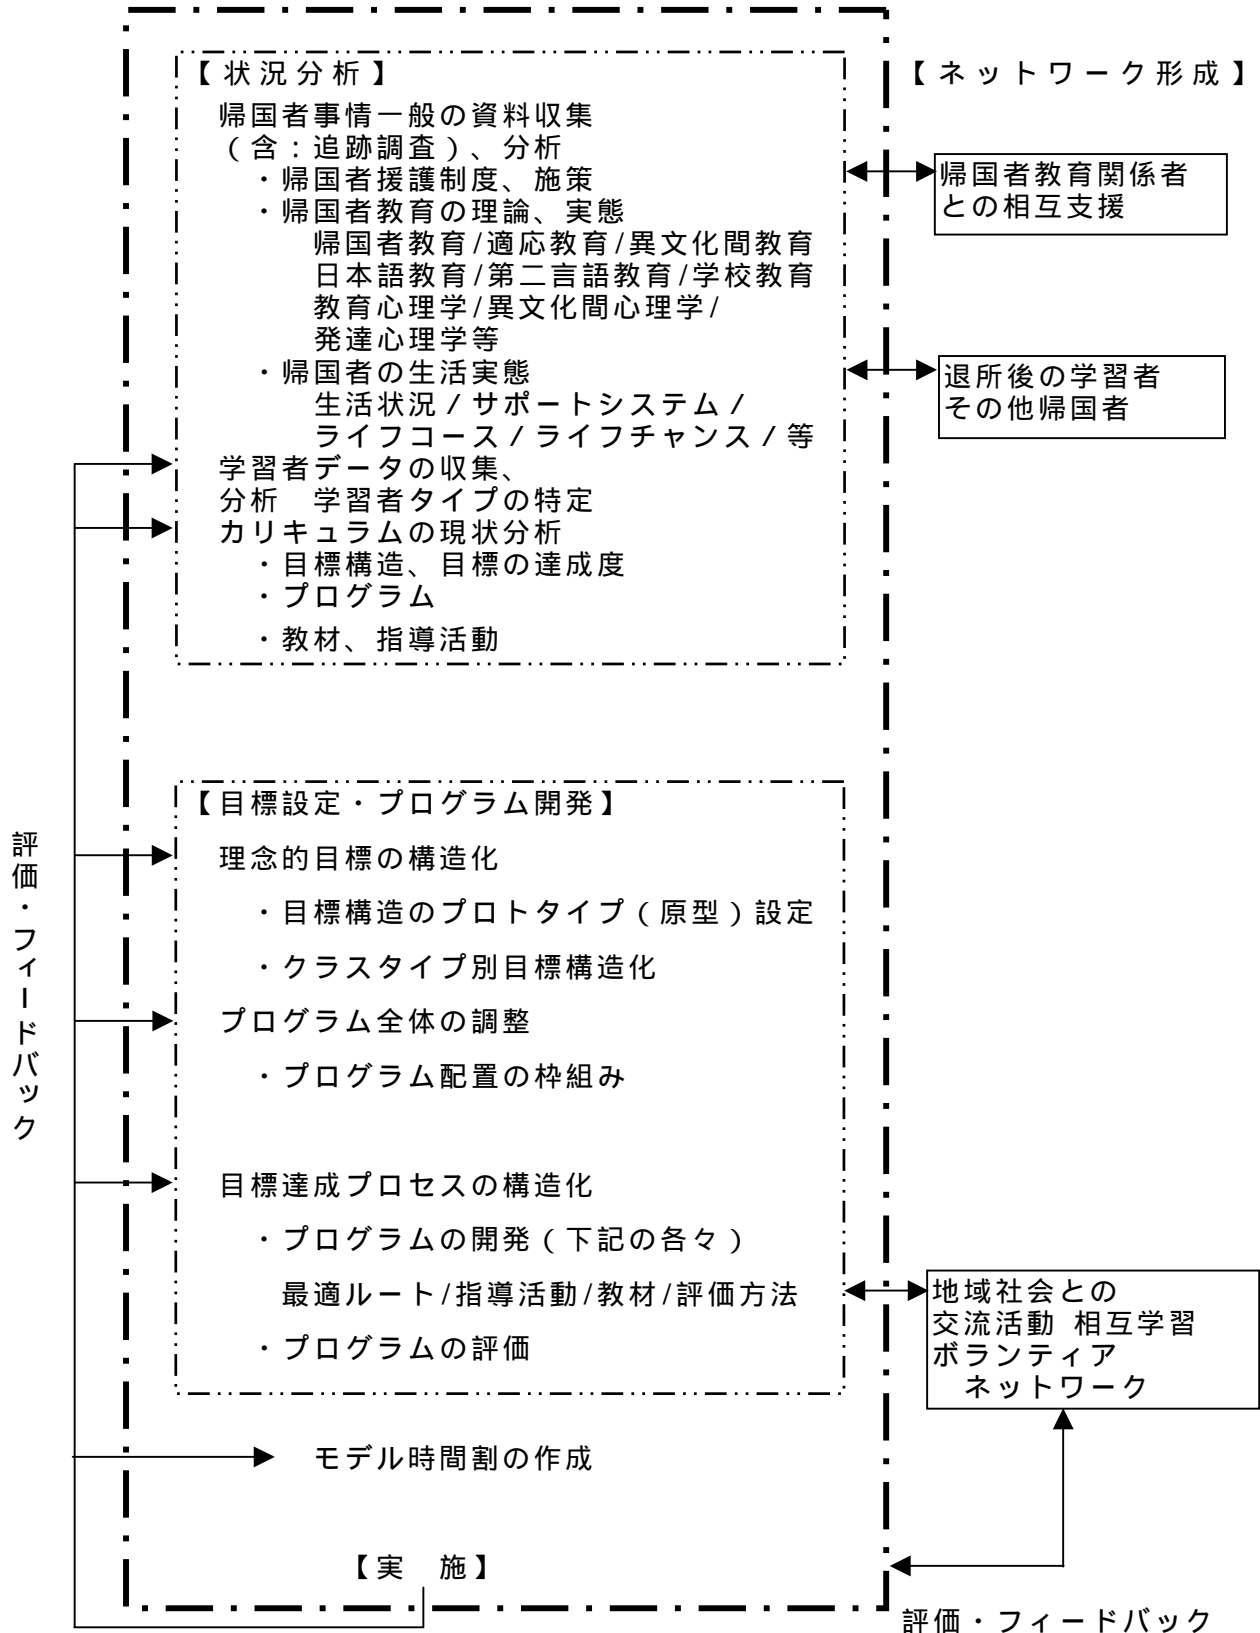 【状況分析】
帰国者事情一般の資料収集
(含:追跡調査)、分析
・帰国者援護制度、施策
・帰国者教育の理論、実態
帰国者教育/適応教育/異文化間教育
日本語教育/第二言語教育/学校教育
教育心理学/異文化間心理学/
発達心理学等
・帰国者の生活実態
生活状況/サポートシステム/
ライフコース/ライフチャンス/等
学習者データの収集、
分析 学習者タイプの特定
カリキュラムの現状分析
・目標構造、目標の達成度
・プログラム
・教材、指導活動
【ネットワーク形成】
帰国者教育関係者
との相互支援
退所後の学習者
その他帰国者
評価・フィードバック
【目標設定・プログラム開発】
理念的目標の構造化
・目標構造のプロトタイプ(原型)設定
・クラスタイプ別目標構造化
プログラム全体の調整
・プログラム配置の枠組み
目標達成プロセスの構造化
・プログラムの開発(下記の各々)
最適ルート/指導活動/教材/評価方法
・プログラムの評価
地域社会との
交流活動 相互学習
ボランティア
ネットワーク
モデル時間割の作成
【実 施】
評価・フィードバック